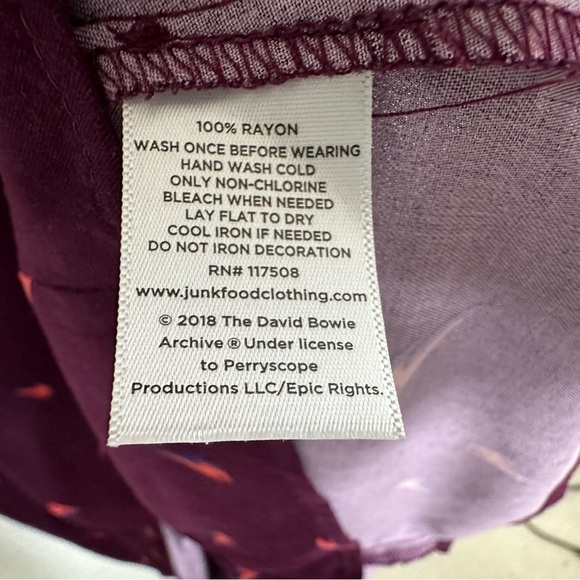 100% RAYON
WASH ONCE BEFORE WEARING
HAND WASH COLD
ONLY NON-CHLORINE
BLEACH WHEN NEEDED
LAY FLAT TO DRY
COOL IRON IF NEEDED
DO NOT IRON DECORATION
RN# 117508
www.junkfoodclothing.com
© 2018 The David Bowie
Archive ® Under license
to Perryscope
Productions LLC/Epic Rights.